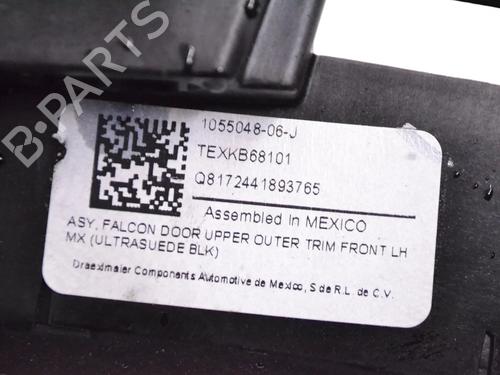 B-PARTS
1055048-06-J
TEXKB68101
Q8172441893765
Assembled In MEXICO
ASY, FALCON DOOR UPPER OUTER TRIM FRONT LH
MX (ULTRASUEDE BLK)
Draexlmaier Components Automotive de Mexico, S de R.L. de C.V.